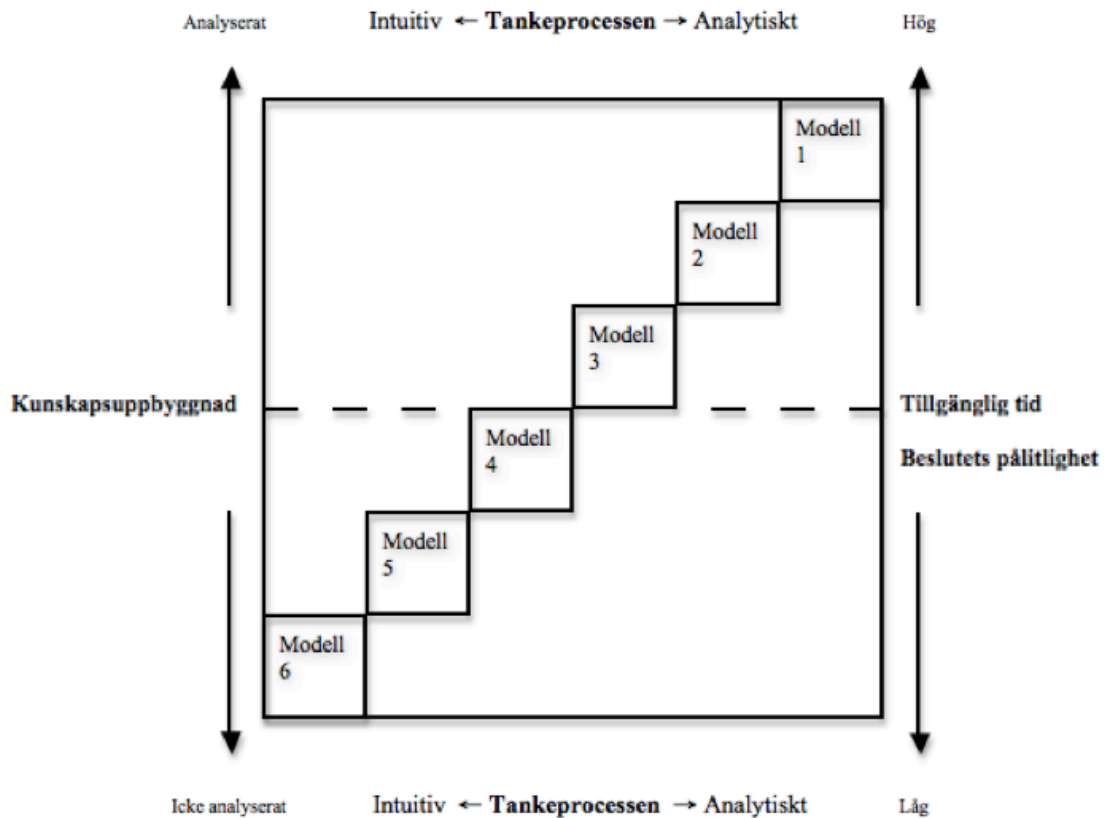 Analyserat
Intuitiv ← Tankeprocessen → Analytiskt
Hög
Modell
1
Modell
2
Modell
3
Kunskapsuppbyggnad
Tillgänglig tid
Modell
4
Beslutets pålitlighet
Modell
5
Modell
6
Icke analyserat
Intuitiv ← Tankeprocessen → Analytiskt
Låg